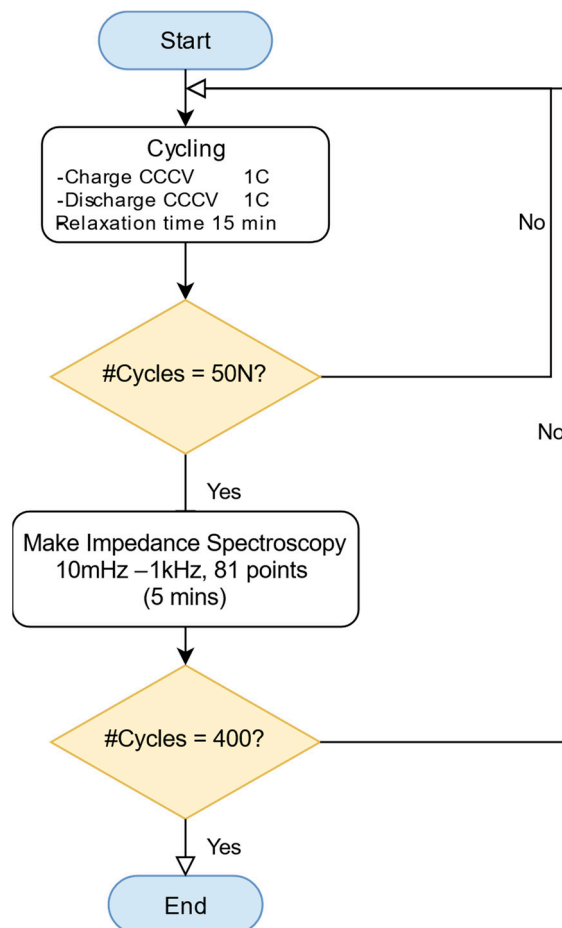 Start
Cycling
-Charge CCCV 1C
-Discharge CCCV 1C
-Relaxation time 15 min
No
#Cycles = 50N?
No
Yes
Make Impedance Spectroscopy
10mHz –1kHz, 81 points
(5 mins)
#Cycles = 400?
Yes
End